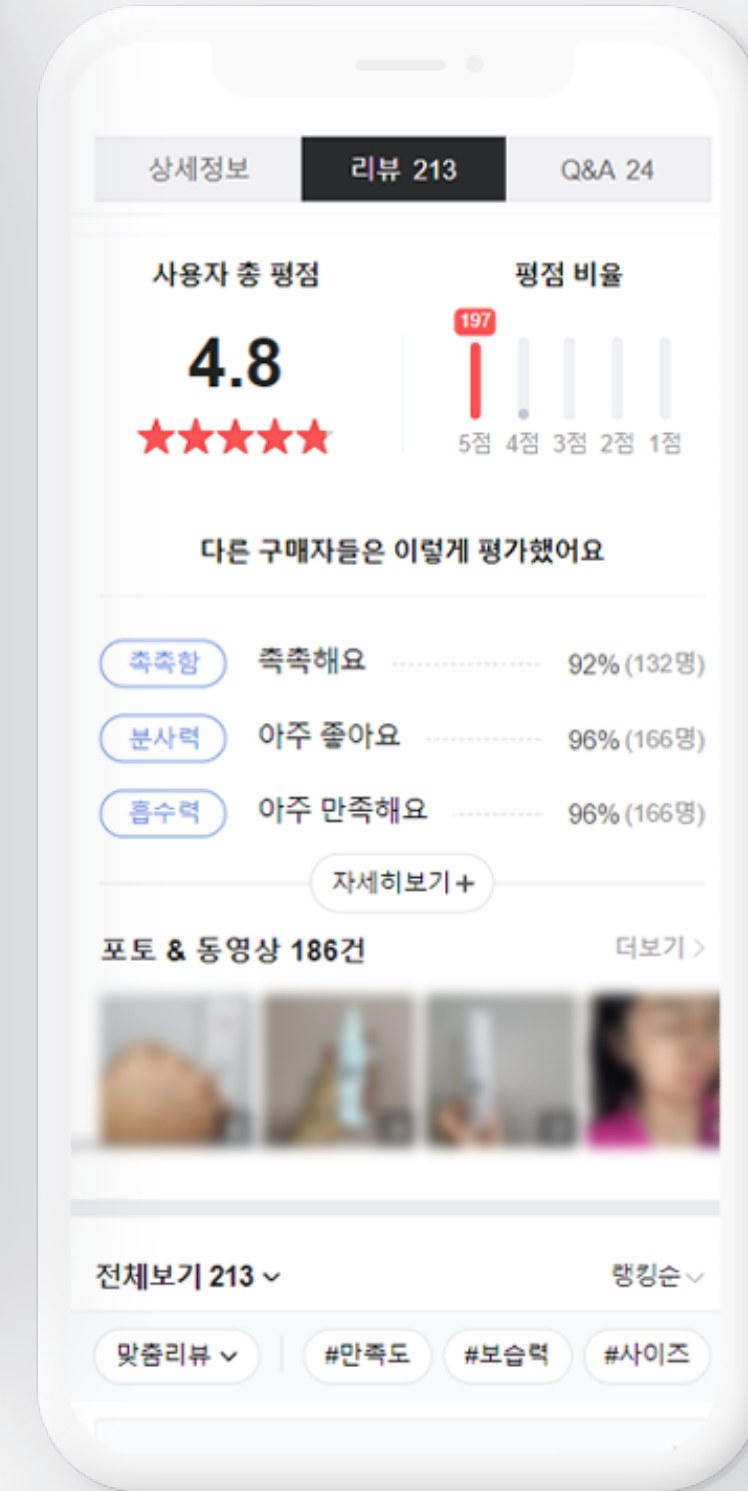 상세정보 리뷰 213 Q&A 24
사용자 총 평점 평점 비율
197
4.8
5점 4점 3점 2점 1점
다른 구매자들은 이렇게 평가했어요
촉촉함 촉촉해요 92% (132명)
분사력 아주 좋아요 96% (166명)
흡수력 아주 만족해요 96% (166명)
자세히보기 +
포토 & 동영상 186건 더보기 >
전체보기 213 랭킹순
맞춤리뷰 #만족도 #보습력 #사이즈